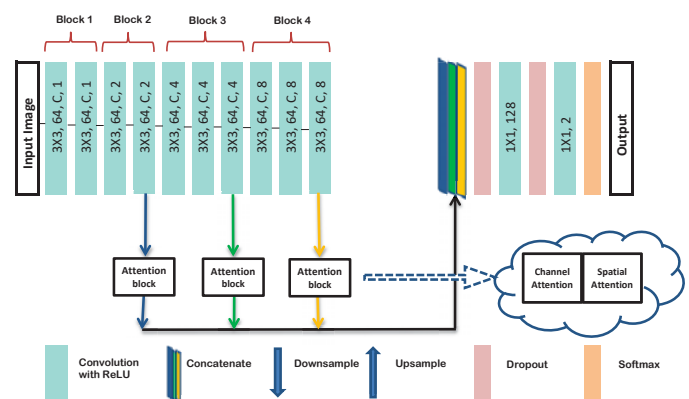 Block 1
Block 2
Block 3
Block 4
Input Image
3X3, 64, C, 1
3X3, 64, C, 1
3X3, 64, C, 2
3X3, 64, C, 2
3X3, 64, C, 4
3X3, 64, C, 4
3X3, 64, C, 4
3X3, 64, C, 8
3X3, 64, C, 8
3X3, 64, C, 8
1X1, 128
1X1, 2
Output
Attention
block
Attention
block
Attention
block
Channel
Attention
Spatial
Attention
Convolution
with ReLU
Concatenate
Downsample
Upsample
Dropout
Softmax